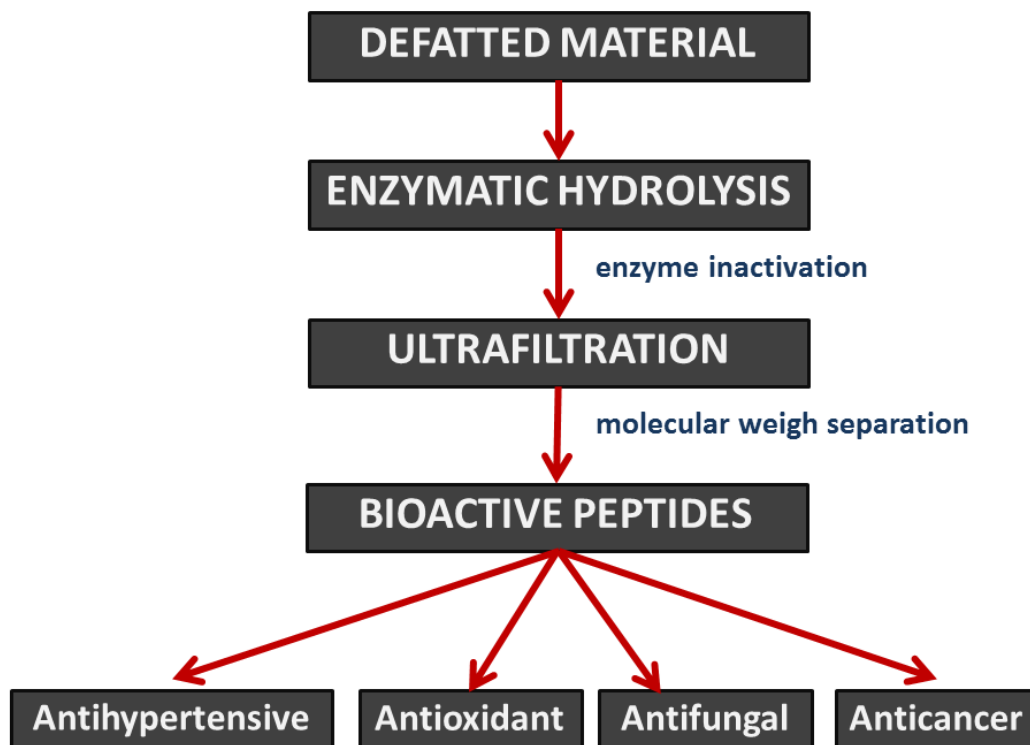 DEFATTED MATERIAL
ENZYMATIC HYDROLYSIS
enzyme inactivation
ULTRAFILTRATION
molecular weigh separation
BIOACTIVE PEPTIDES
Antihypertensive
Antioxidant
Antifungal
Anticancer